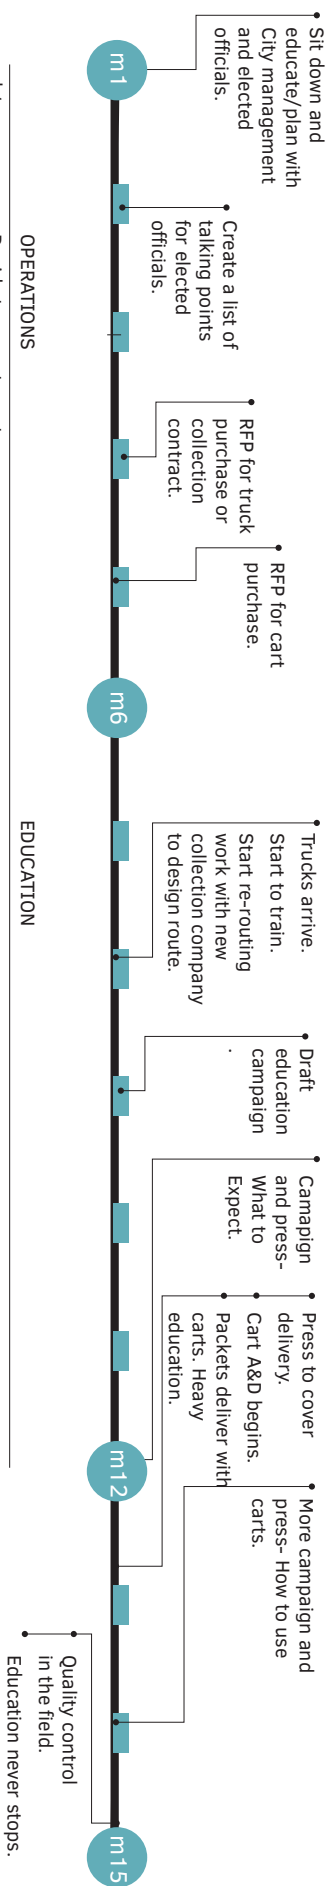 Sit down and
educate/plan with
City management
and elected
officials.
Create a list of
talking points
for elected
officials.
RFP for truck
purchase or
collection
contract.
RFP for cart
purchase.
Trucks arrive.
Start to train.
Start re-routing
work with new
collection company
to design route.
Draft
education
campaign
.
Camapign
and press-
What to
Expect.
Press to cover
delivery.
Cart A&D begins.
Packets deliver with
carts. Heavy
education.
More campaign and
press- How to use
carts.
m1
m6
m12
m15
Quality control
in the field.
Education never stops.
OPERATIONS
EDUCATION